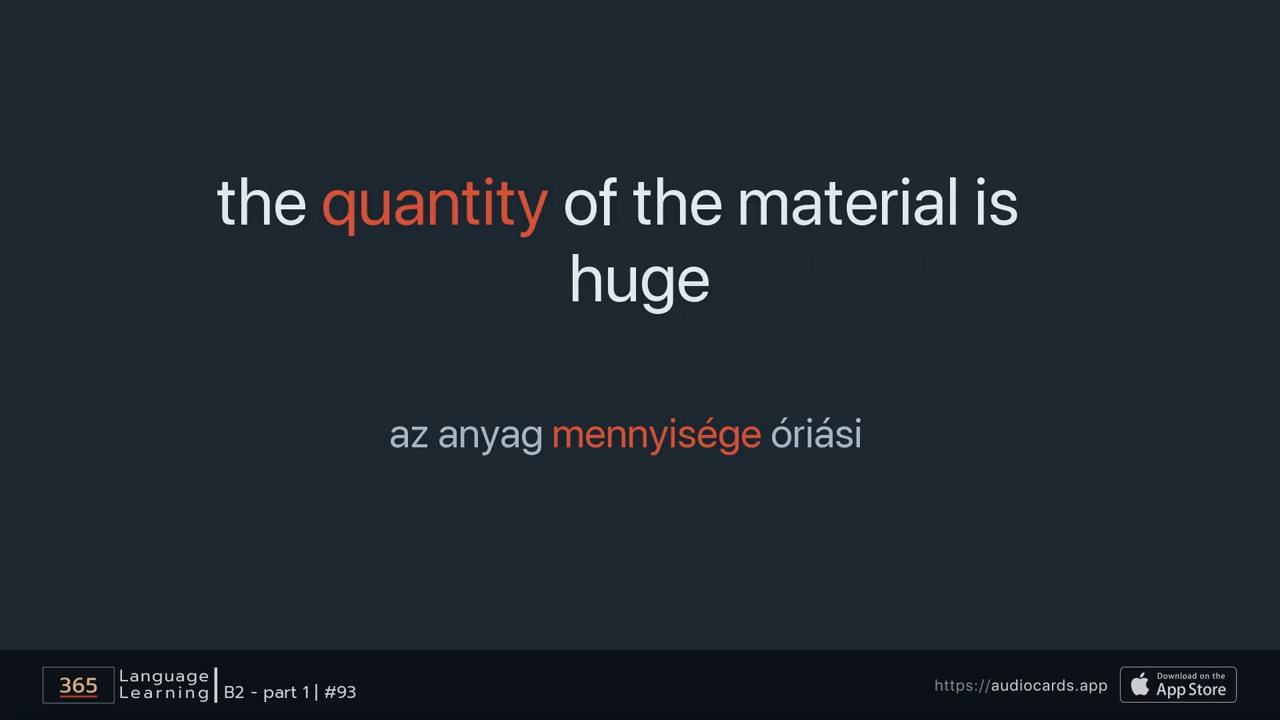 the quantity of the material is
huge
az anyag mennyisége óriási
365
Language
Learning
B2 - part 1 | #93
https://audiocards.app
Download on the
App Store